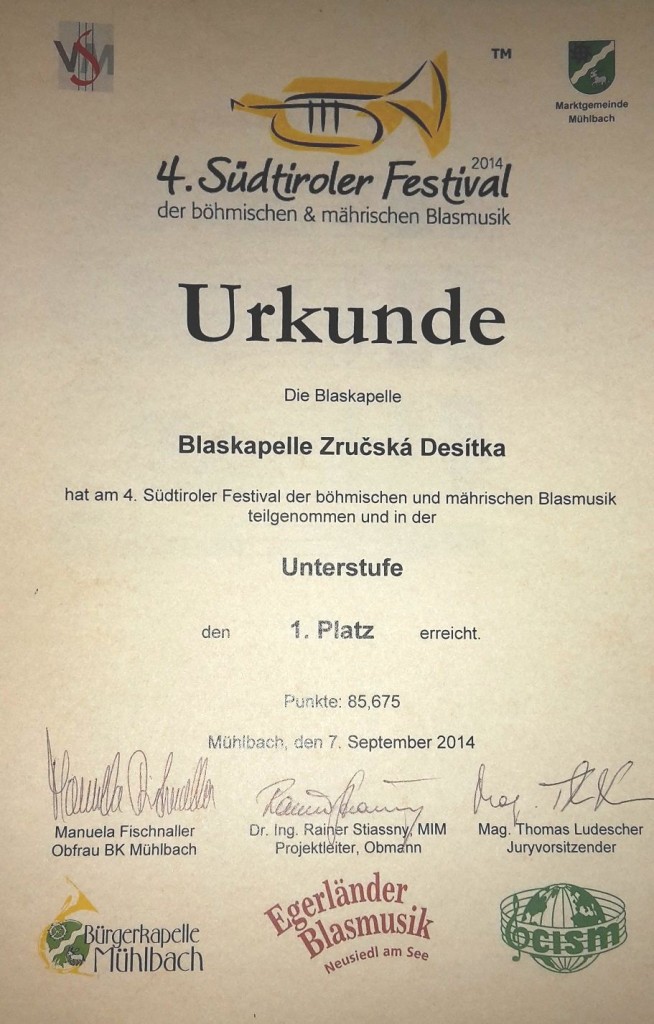 VSM
TM
Marktgemeinde
Mühlbach
4. Südtiroler Festival 2014
der böhmischen & mährischen Blasmusik
Urkunde
Die Blaskapelle
Blaskapelle Zručská Desítka
hat am 4. Südtiroler Festival der böhmischen und mährischen Blasmusik
teilgenommen und in der
Unterstufe
den 1. Platz erreicht.
Punkte: 85,675
Mühlbach, den 7. September 2014
Manuela Fischnaller
Mag.
Manuela Fischnaller
Obfrau BK Mühlbach
Dr. Ing. Rainer Stiassny, MIM
Projektleiter, Obmann
Mag. Thomas Ludescher
Juryvorsitzender
Bürgerkapelle
Mühlbach
Egerländer
Blasmusik
Neusiedl am See
cism